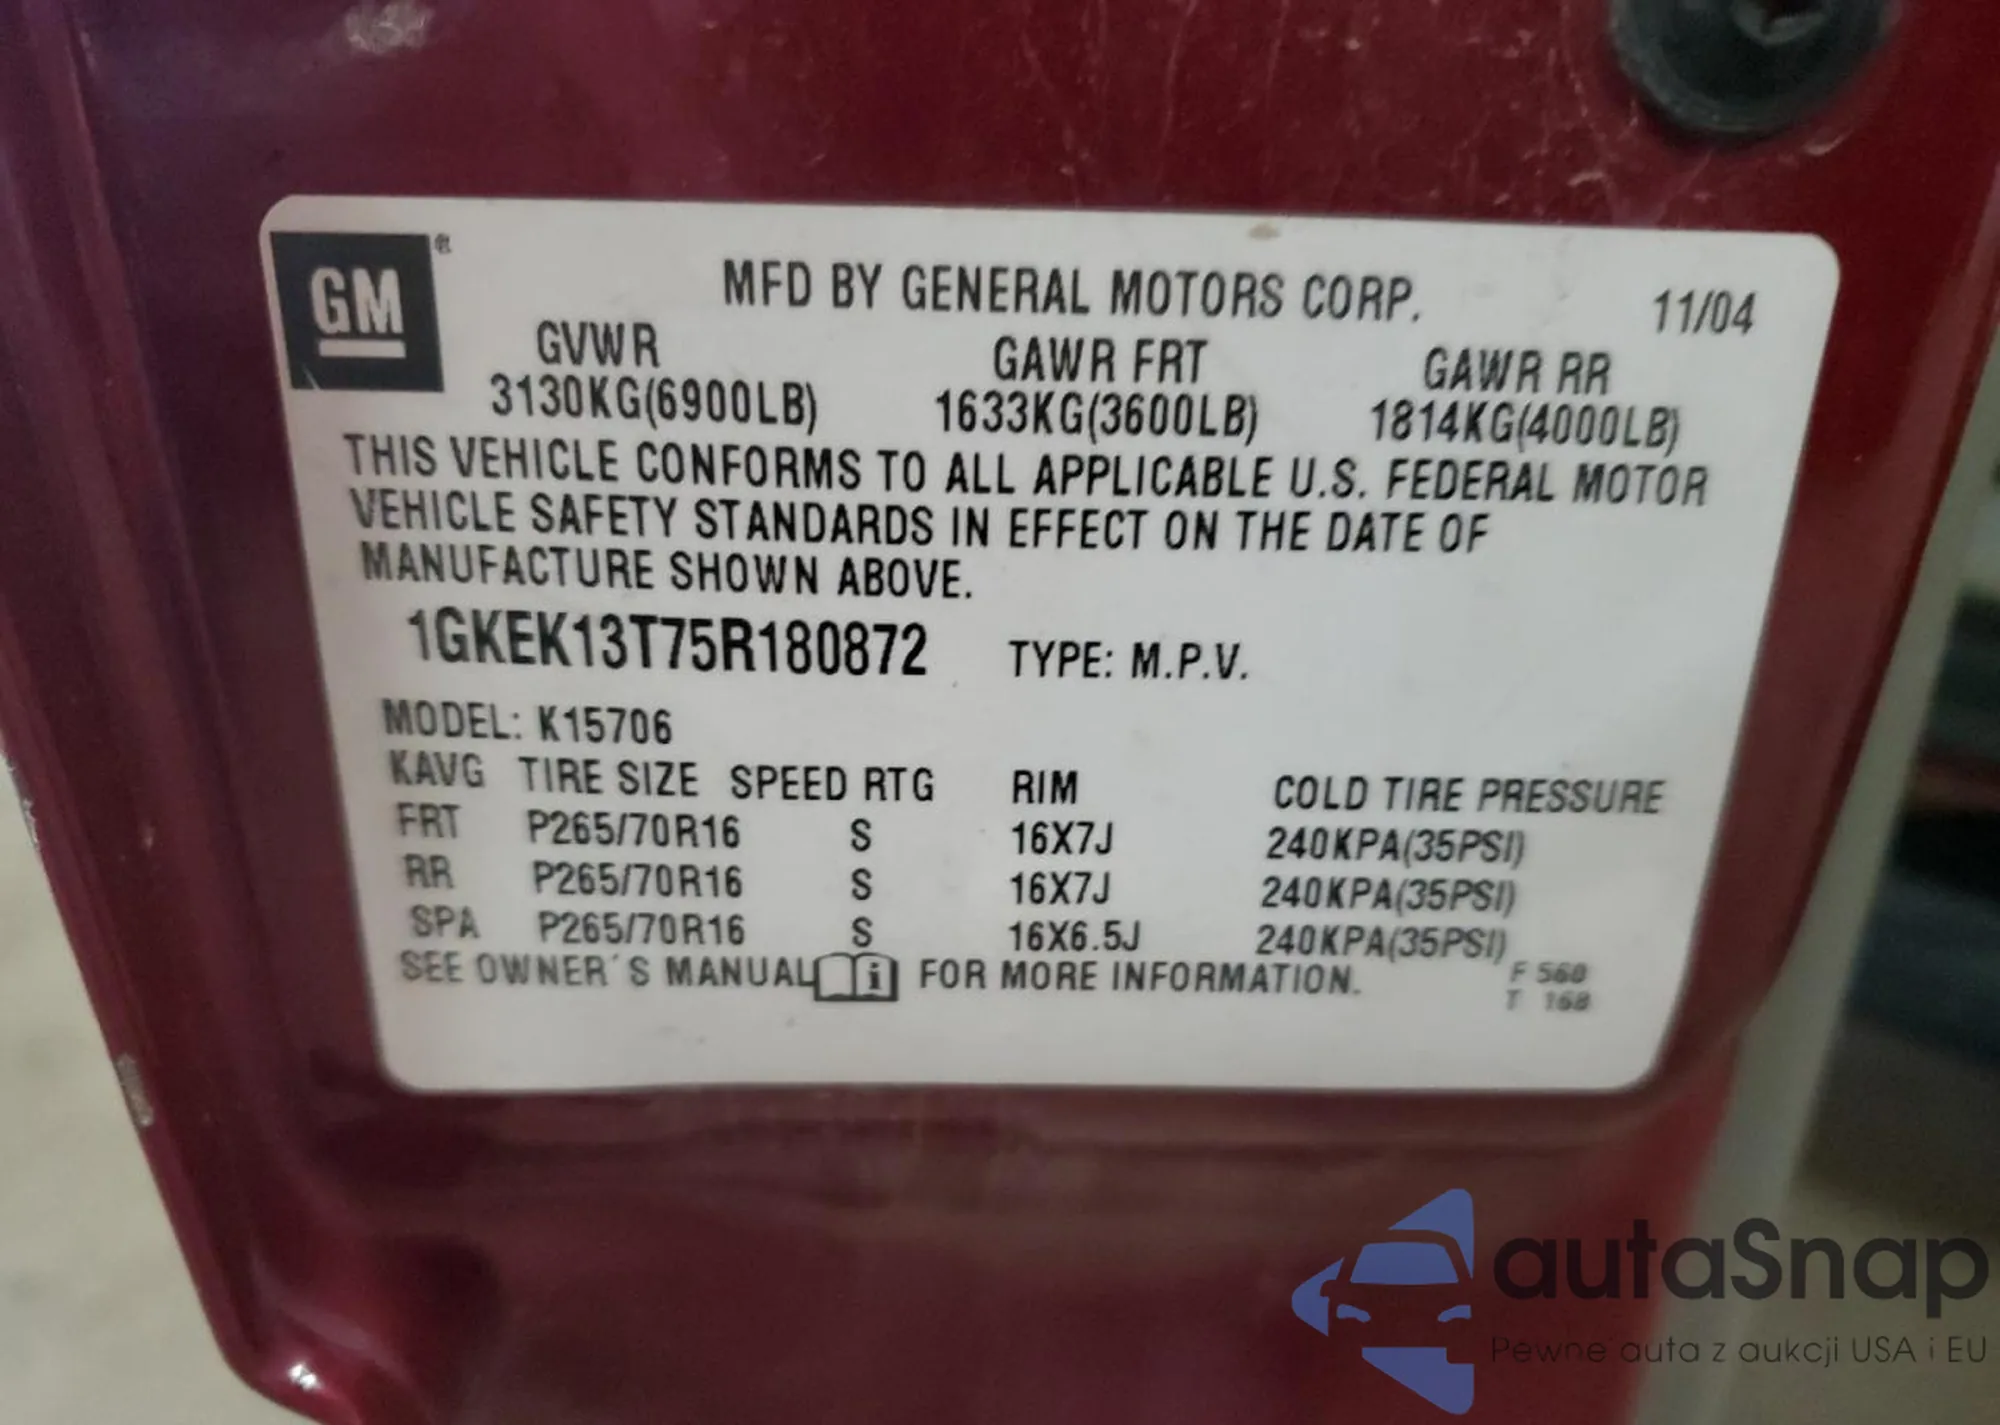 GM
MFD BY GENERAL MOTORS CORP. 11/04
GVWR GAWR FRT GAWR RR
3130KG(6900LB) 1633KG(3600LB) 1814KG(4000LB)
THIS VEHICLE CONFORMS TO ALL APPLICABLE U.S. FEDERAL MOTOR
VEHICLE SAFETY STANDARDS IN EFFECT ON THE DATE OF
MANUFACTURE SHOWN ABOVE.
1GKEK13T75R180872 TYPE: M.P.V.
MODEL: K15706
KAVG TIRE SIZE SPEED RTG RIM COLD TIRE PRESSURE
FRT P265/70R16 S 16X7J 240KPA(35PSI)
RR P265/70R16 S 16X7J 240KPA(35PSI)
SPA P265/70R16 S 16X6.5J 240KPA(35PSI)
SEE OWNER'S MANUAL i FOR MORE INFORMATION.
F 560
T 168
autaSnap
Pewne auta z aukcji USA i EU